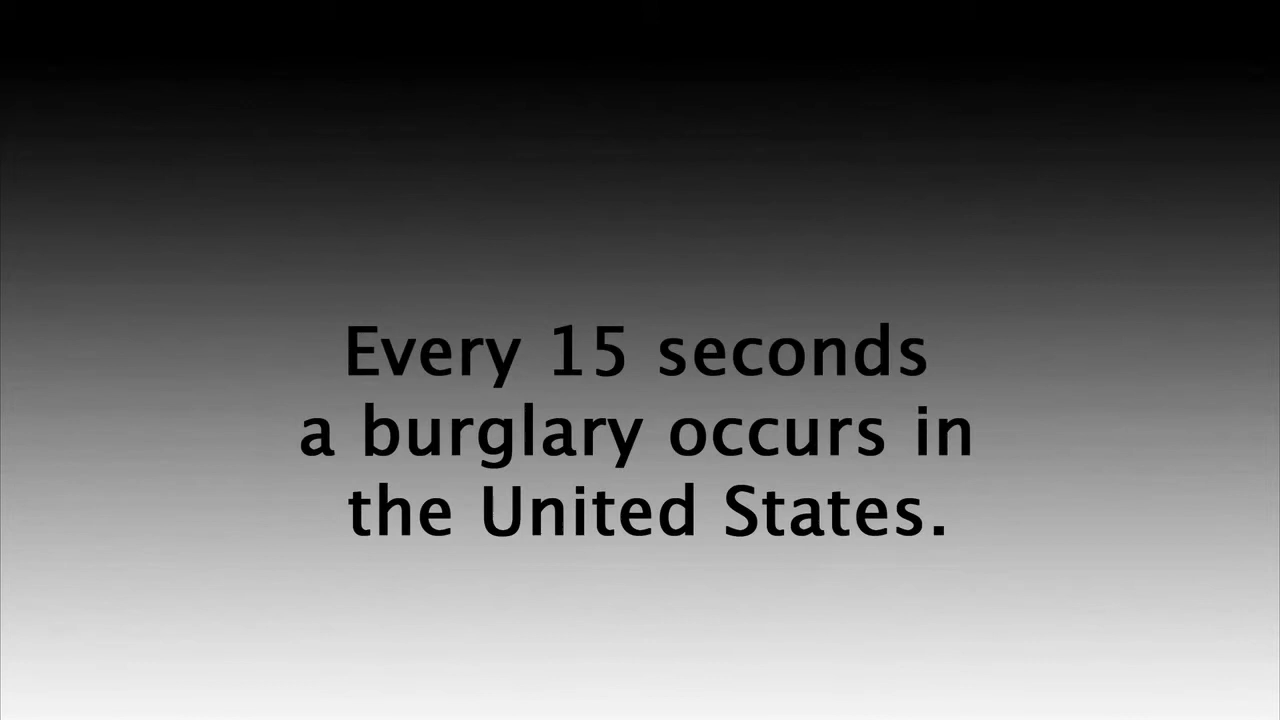 Every 15 seconds
a burglary occurs in
the United States.